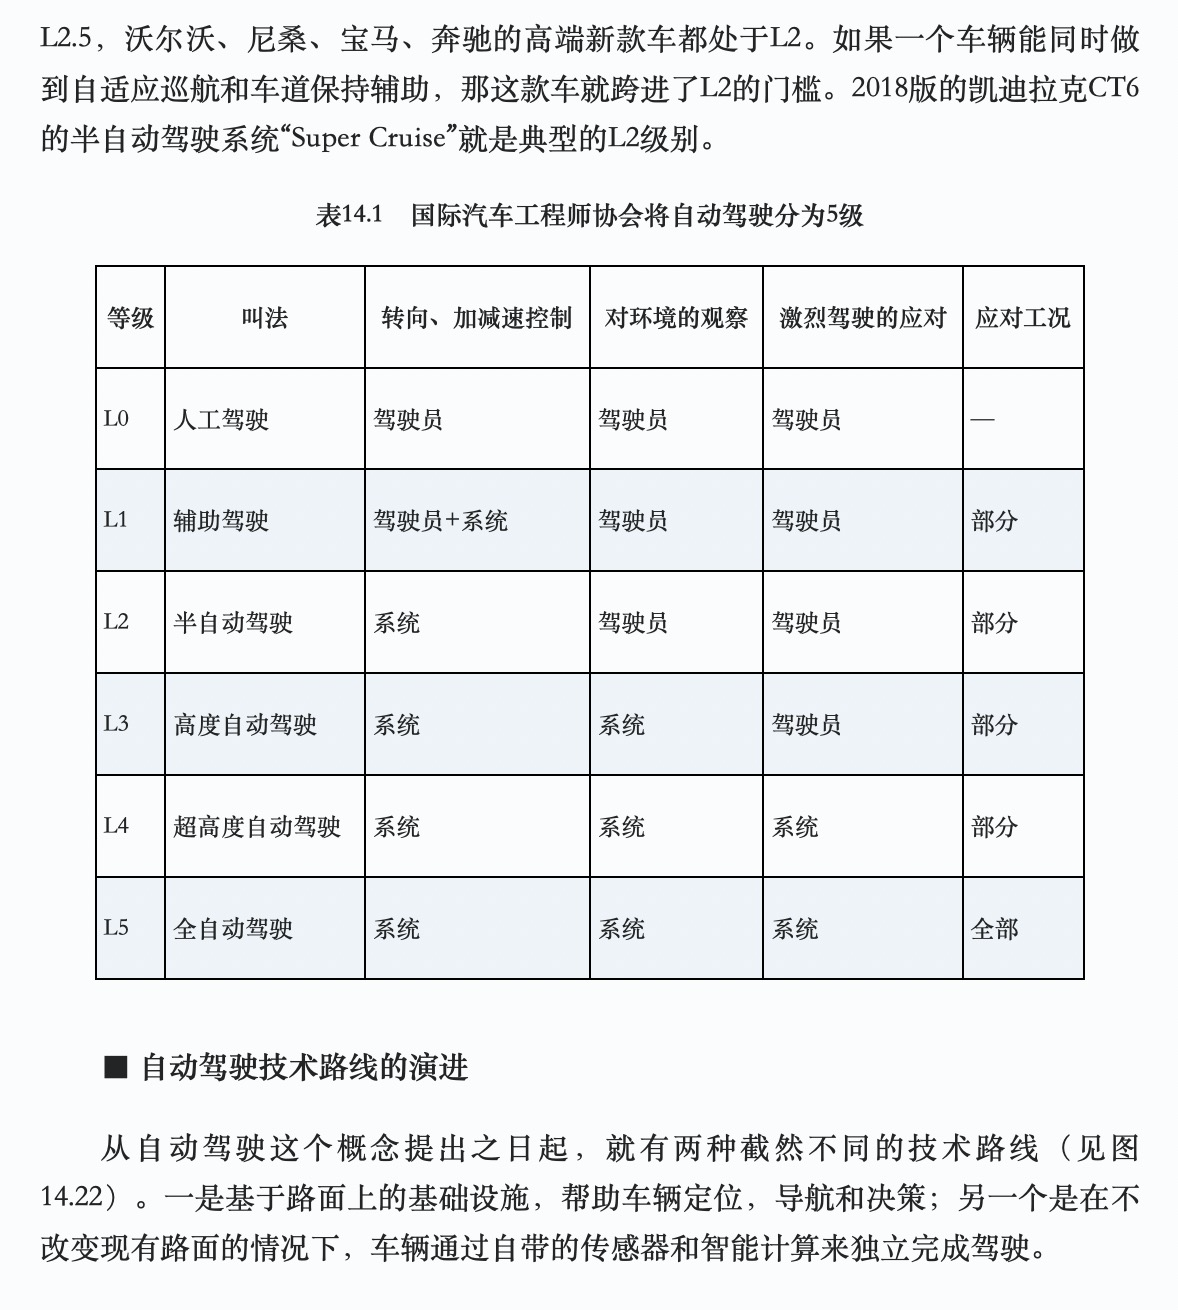 L2.5，沃尔沃、尼桑、宝马、奔驰的高端新款车都处于L2。如果一个车辆能同时做
到自适应巡航和车道保持辅助，那这款车就跨进了L2的门槛。2018版的凯迪拉克CT6
的半自动驾驶系统“Super Cruise”就是典型的L2级别。
表14.1 国际汽车工程师协会将自动驾驶分为5级
等级 叫法 转向、加减速控制 对环境的观察 激烈驾驶的应对 应对工况
L0 人工驾驶 驾驶员 驾驶员 驾驶员 —
L1 辅助驾驶 驾驶员+系统 驾驶员 驾驶员 部分
L2 半自动驾驶 系统 驾驶员 驾驶员 部分
L3 高度自动驾驶 系统 系统 驾驶员 部分
L4 超高度自动驾驶 系统 系统 系统 部分
L5 全自动驾驶 系统 系统 系统 全部
■ 自动驾驶技术路线的演进
从自动驾驶这个概念提出之日起，就有两种截然不同的技术路线（见图
14.22）。一是基于路面上的基础设施，帮助车辆定位，导航和决策；另一个是在不
改变现有路面的情况下，车辆通过自带的传感器和智能计算来独立完成驾驶。